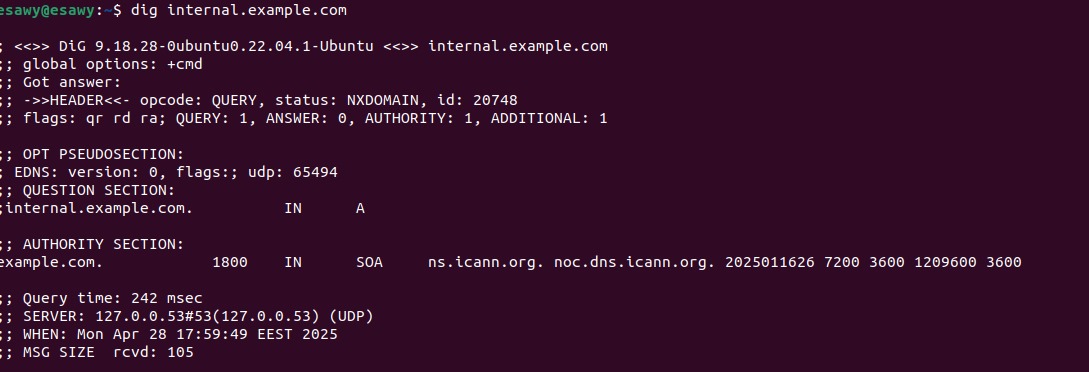 esawy@esawy:~$ dig internal.example.com
; <<>> DiG 9.18.28-0ubuntu0.22.04.1-Ubuntu <<>> internal.example.com
;; global options: +cmd
;; Got answer:
;; ->>HEADER<<- opcode: QUERY, status: NXDOMAIN, id: 20748
;; flags: qr rd ra; QUERY: 1, ANSWER: 0, AUTHORITY: 1, ADDITIONAL: 1
;; OPT PSEUDOSECTION:
; EDNS: version: 0, flags:; udp: 65494
;; QUESTION SECTION:
;internal.example.com. IN A
;; AUTHORITY SECTION:
example.com. 1800 IN SOA ns.icann.org. noc.dns.icann.org. 2025011626 7200 3600 1209600 3600
;; Query time: 242 msec
;; SERVER: 127.0.0.53#53(127.0.0.53) (UDP)
;; WHEN: Mon Apr 28 17:59:49 EEST 2025
;; MSG SIZE rcvd: 105